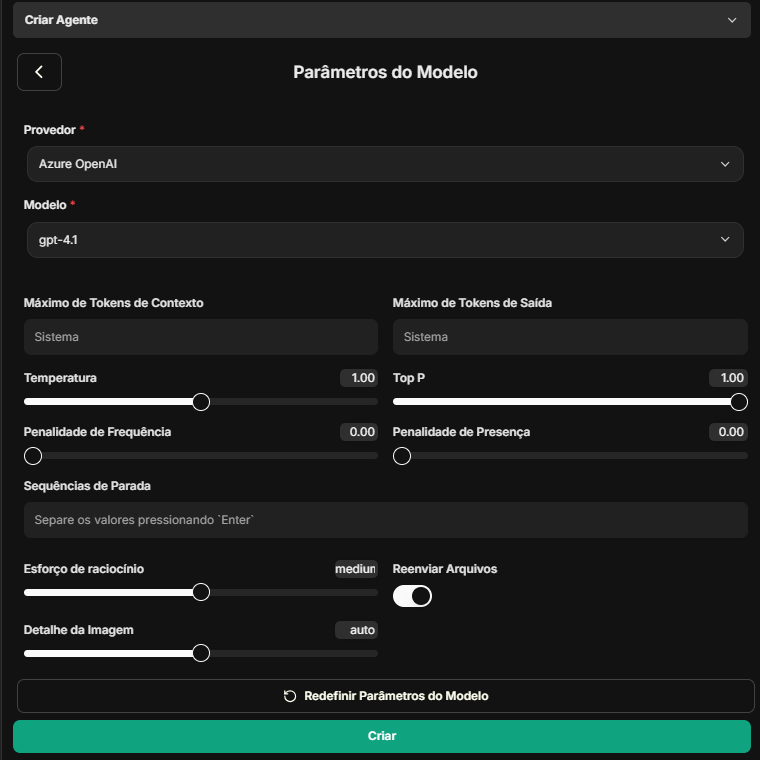 Criar Agente
Parâmetros do Modelo
Provedor *
Azure OpenAI
Modelo *
gpt-4.1
Máximo de Tokens de Contexto
Máximo de Tokens de Saída
Sistema
Sistema
Temperatura 1.00
Top P 1.00
Penalidade de Frequência 0.00
Penalidade de Presença 0.00
Sequências de Parada
Separe os valores pressionando `Enter`
Esforço de raciocínio mediun
Reenviar Arquivos
Detalhe da Imagem auto
Redefinir Parâmetros do Modelo
Criar